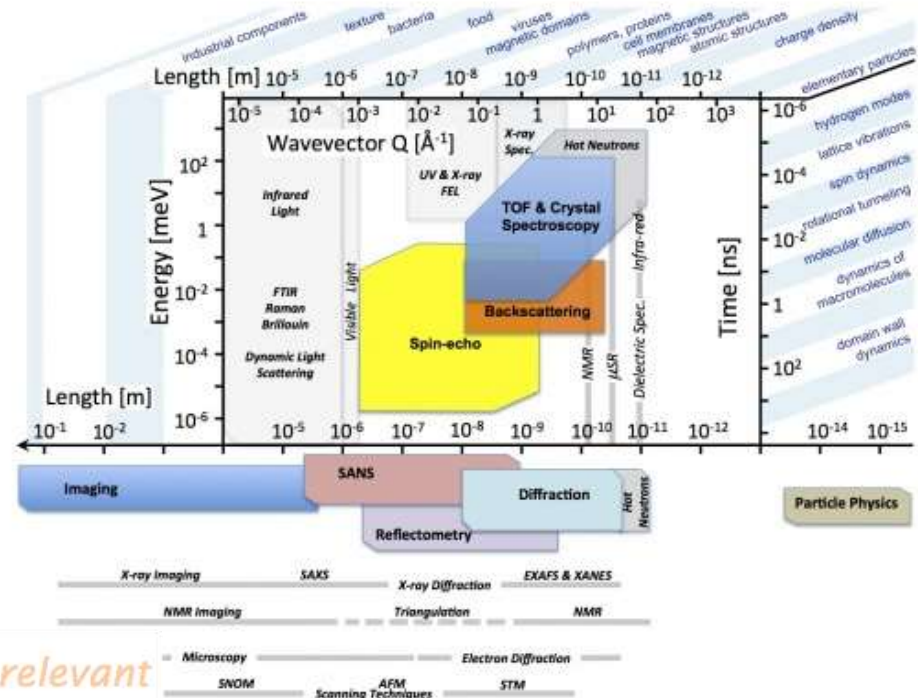 industrial components
texture
bacteria
food
viruses
magnetic domains
polymers, proteins
cell membranes
magnetic structures
atomic structures
charge density
elementary particles
Length [m] 10-5 10-6 10-7 10-8 10-9 10-10 10-11 10-12
10-5 10-4 10-3 10-2 10-1 1 101 102 103
Wavevector Q [Å-1]
10-6
10-4
10-2
1
102
Time [ns]
hydrogen modes
lattice vibrations
spin dynamics
rotational tunneling
molecular diffusion
dynamics of
macromolecules
domain wall
dynamics
Energy [meV]
102
1
10-2
10-4
10-6
Infrared
Light
FTIR
Raman
Brillouin
Dynamic Light
Scattering
Visible Light
UV & X-ray
FEL
X-ray
Spec.
Hot Neutrons
TOF & Crystal
Spectroscopy
Backscattering
Spin-echo
NMR
µSR
Dielectric Spec.
Infra-red
Length [m]
10-1 10-2 10-5 10-6 10-7 10-8 10-9 10-10 10-11 10-12 10-14 10-15
Imaging
SANS
Diffraction
Hot
Neutrons
Particle Physics
Reflectometry
X-ray Imaging SAXS X-ray Diffraction EXAFS & XANES
NMR Imaging Triangulation NMR
Microscopy Electron Diffraction
SNOM AFM STM
Scanning Techniques
relevant